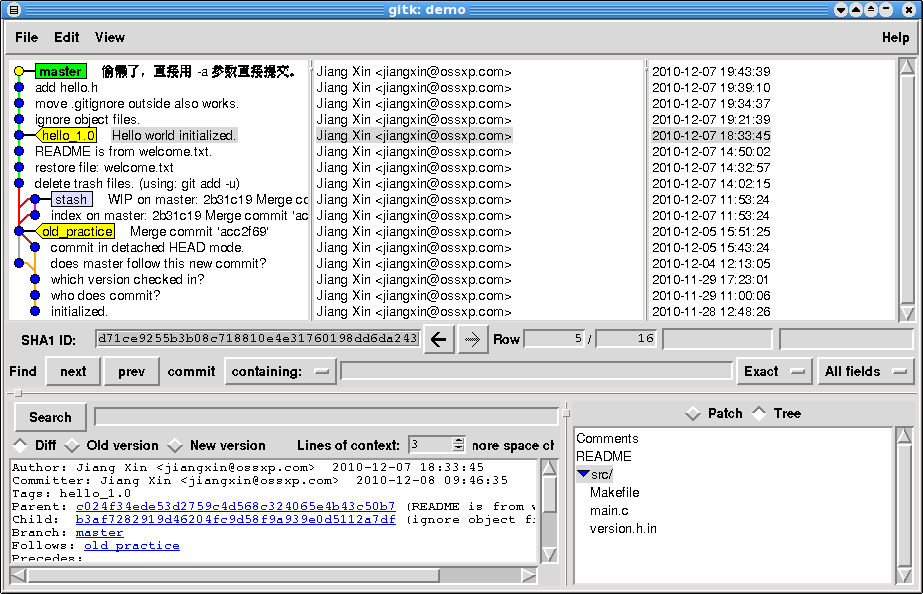 gitk: demo
File Edit View Help
master 偷懒了，直接用 -a 参数直接提交。 Jiang Xin <jiangxin@ossxp.com> 2010-12-07 19:43:39
add hello.h Jiang Xin <jiangxin@ossxp.com> 2010-12-07 19:39:10
move .gitignore outside also works. Jiang Xin <jiangxin@ossxp.com> 2010-12-07 19:34:37
ignore object files. Jiang Xin <jiangxin@ossxp.com> 2010-12-07 19:21:39
hello_1.0 Hello world initialized. Jiang Xin <jiangxin@ossxp.com> 2010-12-07 18:33:45
README is from welcome.txt. Jiang Xin <jiangxin@ossxp.com> 2010-12-07 14:50:02
restore file: welcome.txt Jiang Xin <jiangxin@ossxp.com> 2010-12-07 14:32:57
delete trash files. (using: git add -u) Jiang Xin <jiangxin@ossxp.com> 2010-12-07 14:02:15
stash WIP on master: 2b31c19 Merge cc Jiang Xin <jiangxin@ossxp.com> 2010-12-07 11:53:24
index on master: 2b31c19 Merge commit 'ac Jiang Xin <jiangxin@ossxp.com> 2010-12-07 11:53:24
old_practice Merge commit 'acc2f69' Jiang Xin <jiangxin@ossxp.com> 2010-12-05 15:51:25
commit in detached HEAD mode. Jiang Xin <jiangxin@ossxp.com> 2010-12-05 15:43:24
does master follow this new commit? Jiang Xin <jiangxin@ossxp.com> 2010-12-04 12:13:05
which version checked in? Jiang Xin <jiangxin@ossxp.com> 2010-11-29 17:23:01
who does commit? Jiang Xin <jiangxin@ossxp.com> 2010-11-29 11:00:06
initialized. Jiang Xin <jiangxin@ossxp.com> 2010-11-28 12:48:26
SHA1 ID: d71ce9255b3b08c718810e4e31760198dd6da243 Row 5 / 16
Find next prev commit containing: Exact All fields
Search
Diff Old version New version Lines of context: 3 nore space ch
Author: Jiang Xin <jiangxin@ossxp.com> 2010-12-07 18:33:45
Committer: Jiang Xin <jiangxin@ossxp.com> 2010-12-08 09:46:35
Tags: hello_1.0
Parent: c024f34ede53d2759c4d568c324065e4b43c50b7 (README is from w
Child: b3af7282919d46204fc9d58f9a939e0d5112a7df (ignore object fi
Branch: master
Follows: old_practice
Precedes:
Patch Tree
Comments
README
src/
Makefile
main.c
version.h.in